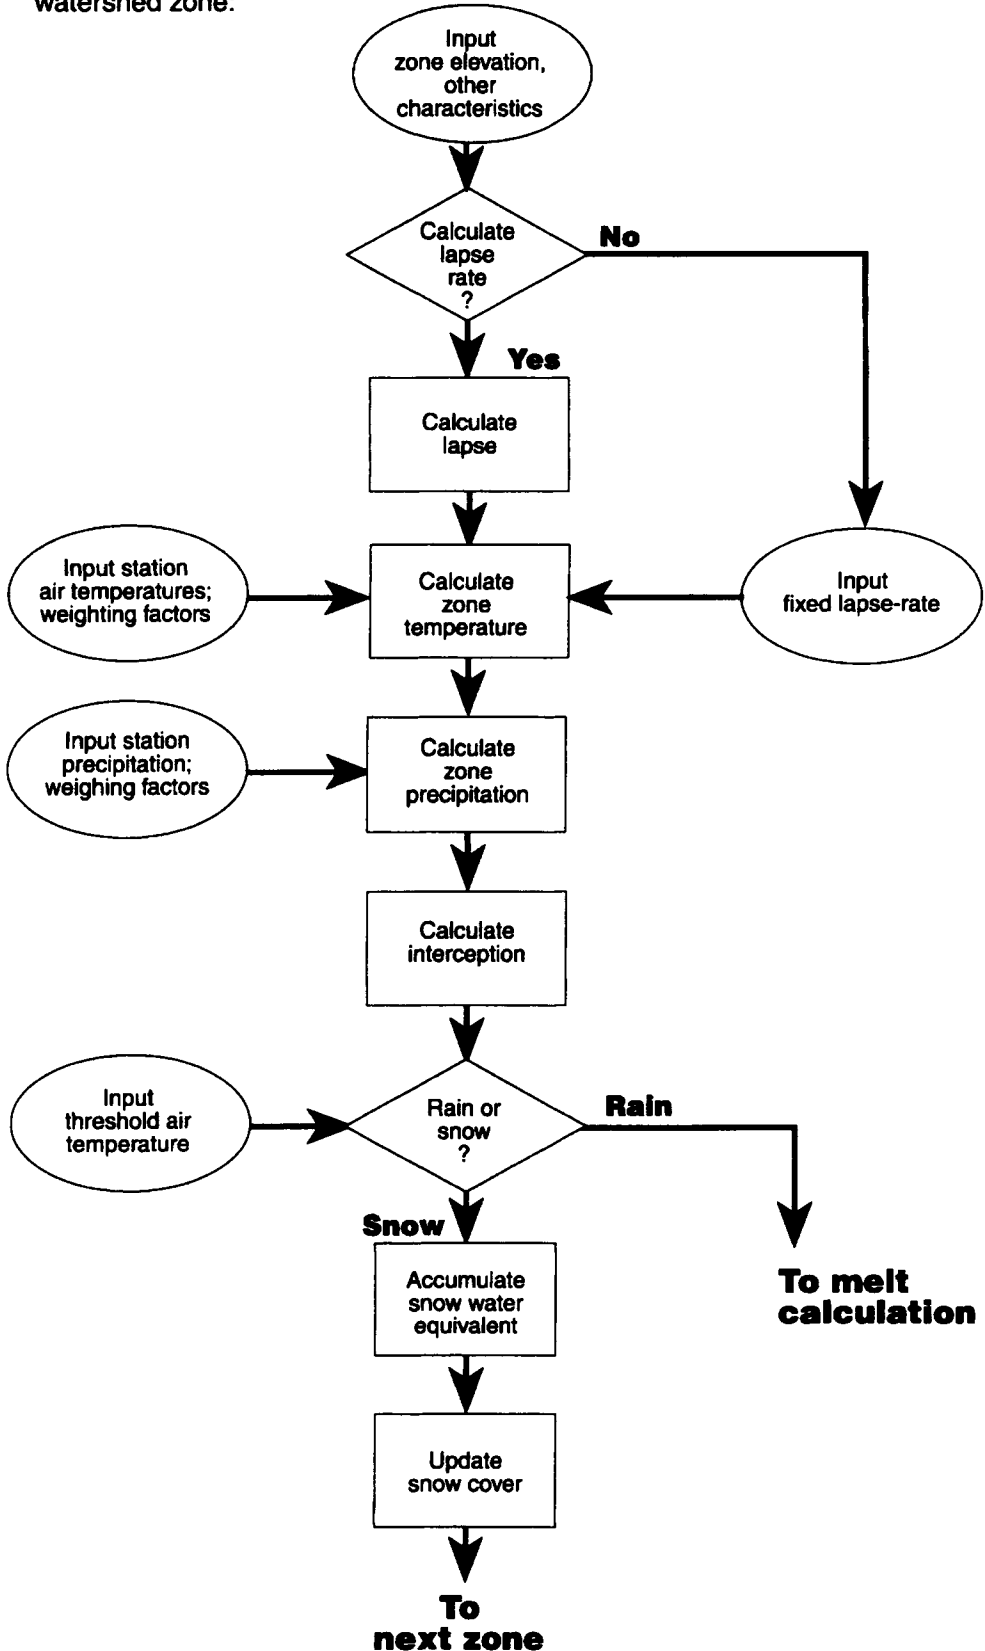 watershed zone.
Input
zone elevation,
other
characteristics
Calculate
lapse
rate
?
No
Yes
Calculate
lapse
Input station
air temperatures;
weighting factors
Calculate
zone
temperature
Input
fixed lapse-rate
Input station
precipitation;
weighing factors
Calculate
zone
precipitation
Calculate
interception
Input
threshold air
temperature
Rain or
snow
?
Rain
Snow
To melt
calculation
Accumulate
snow water
equivalent
Update
snow cover
To
next zone